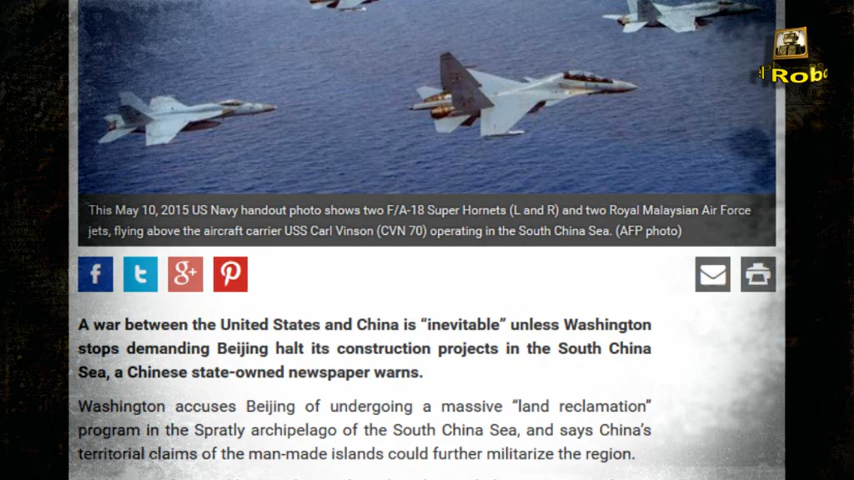 Robo
This May 10, 2015 US Navy handout photo shows two F/A-18 Super Hornets (L and R) and two Royal Malaysian Air Force
jets, flying above the aircraft carrier USS Carl Vinson (CVN 70) operating in the South China Sea. (AFP photo)
A war between the United States and China is “inevitable” unless Washington
stops demanding Beijing halt its construction projects in the South China
Sea, a Chinese state-owned newspaper warns.
Washington accuses Beijing of undergoing a massive “land reclamation”
program in the Spratly archipelago of the South China Sea, and says China’s
territorial claims of the man-made islands could further militarize the region.